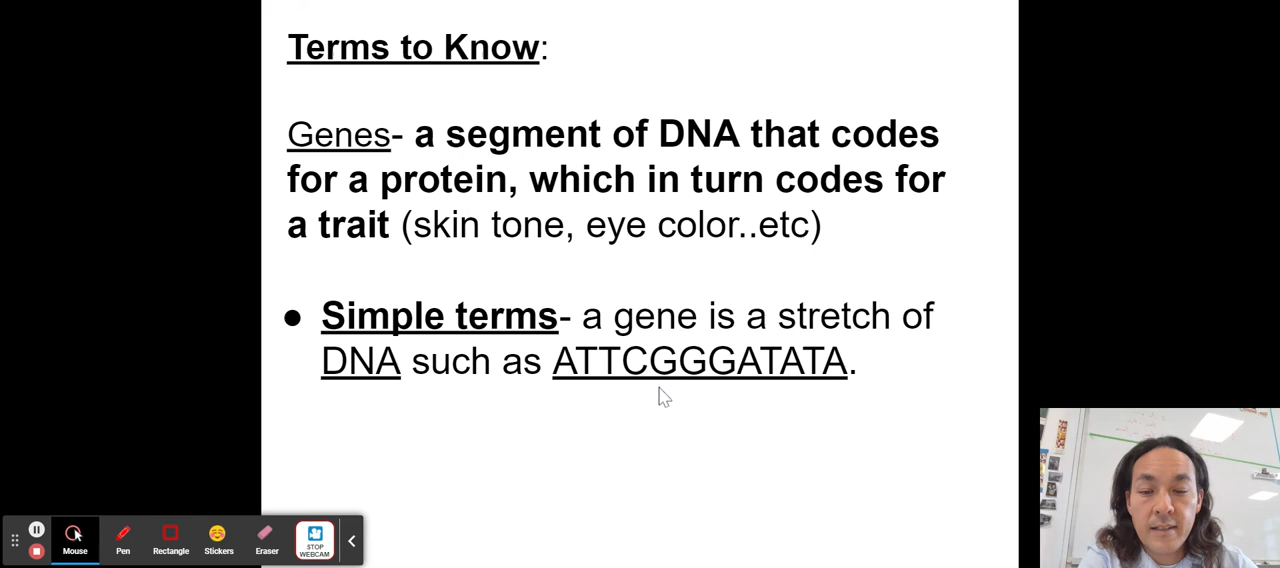 Terms to Know:
Genes- a segment of DNA that codes
for a protein, which in turn codes for
a trait (skin tone, eye color..etc)
● Simple terms- a gene is a stretch of
DNA such as ATTCGGGATATA.
Mouse
Pen
Rectangle
Stickers
Eraser
STOP
WEBCAM